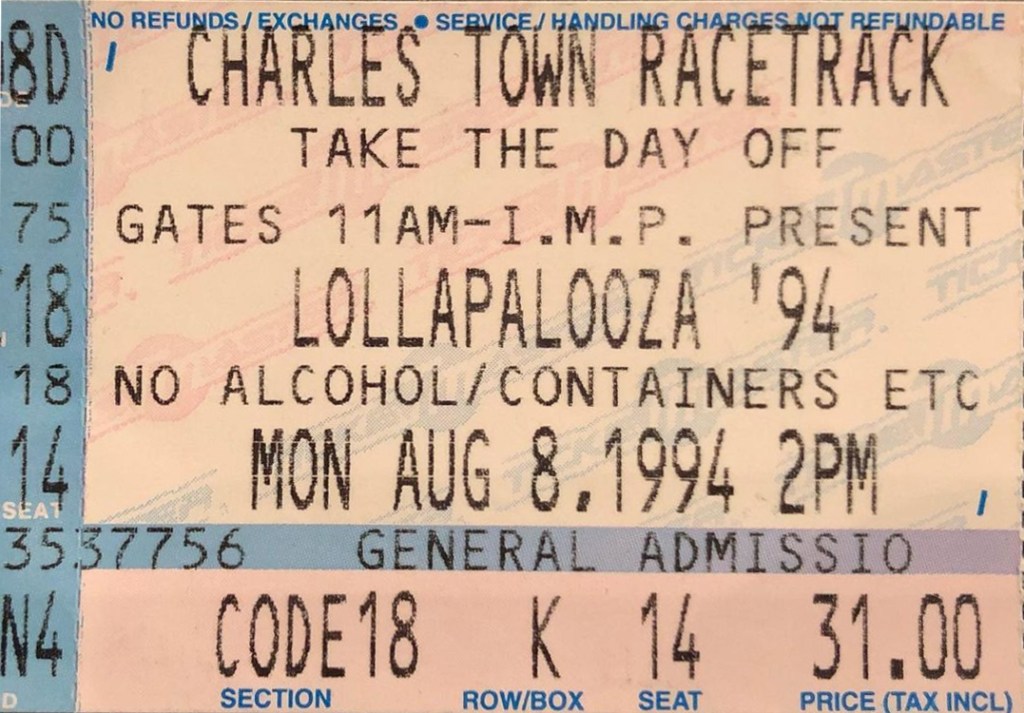 NO REFUNDS / EXCHANGES • SERVICE / HANDLING CHARGES NOT REFUNDABLE
8D CHARLES TOWN RACETRACK
00 TAKE THE DAY OFF
75 GATES 11AM-I.M.P. PRESENT
18 LOLLAPALOOZA '94
18 NO ALCOHOL/CONTAINERS ETC
14 MON AUG 8,1994 2PM
SEAT
3537756 GENERAL ADMISSIO
N4 CODE18 K 14 31.00
D SECTION ROW/BOX SEAT PRICE (TAX INCL)